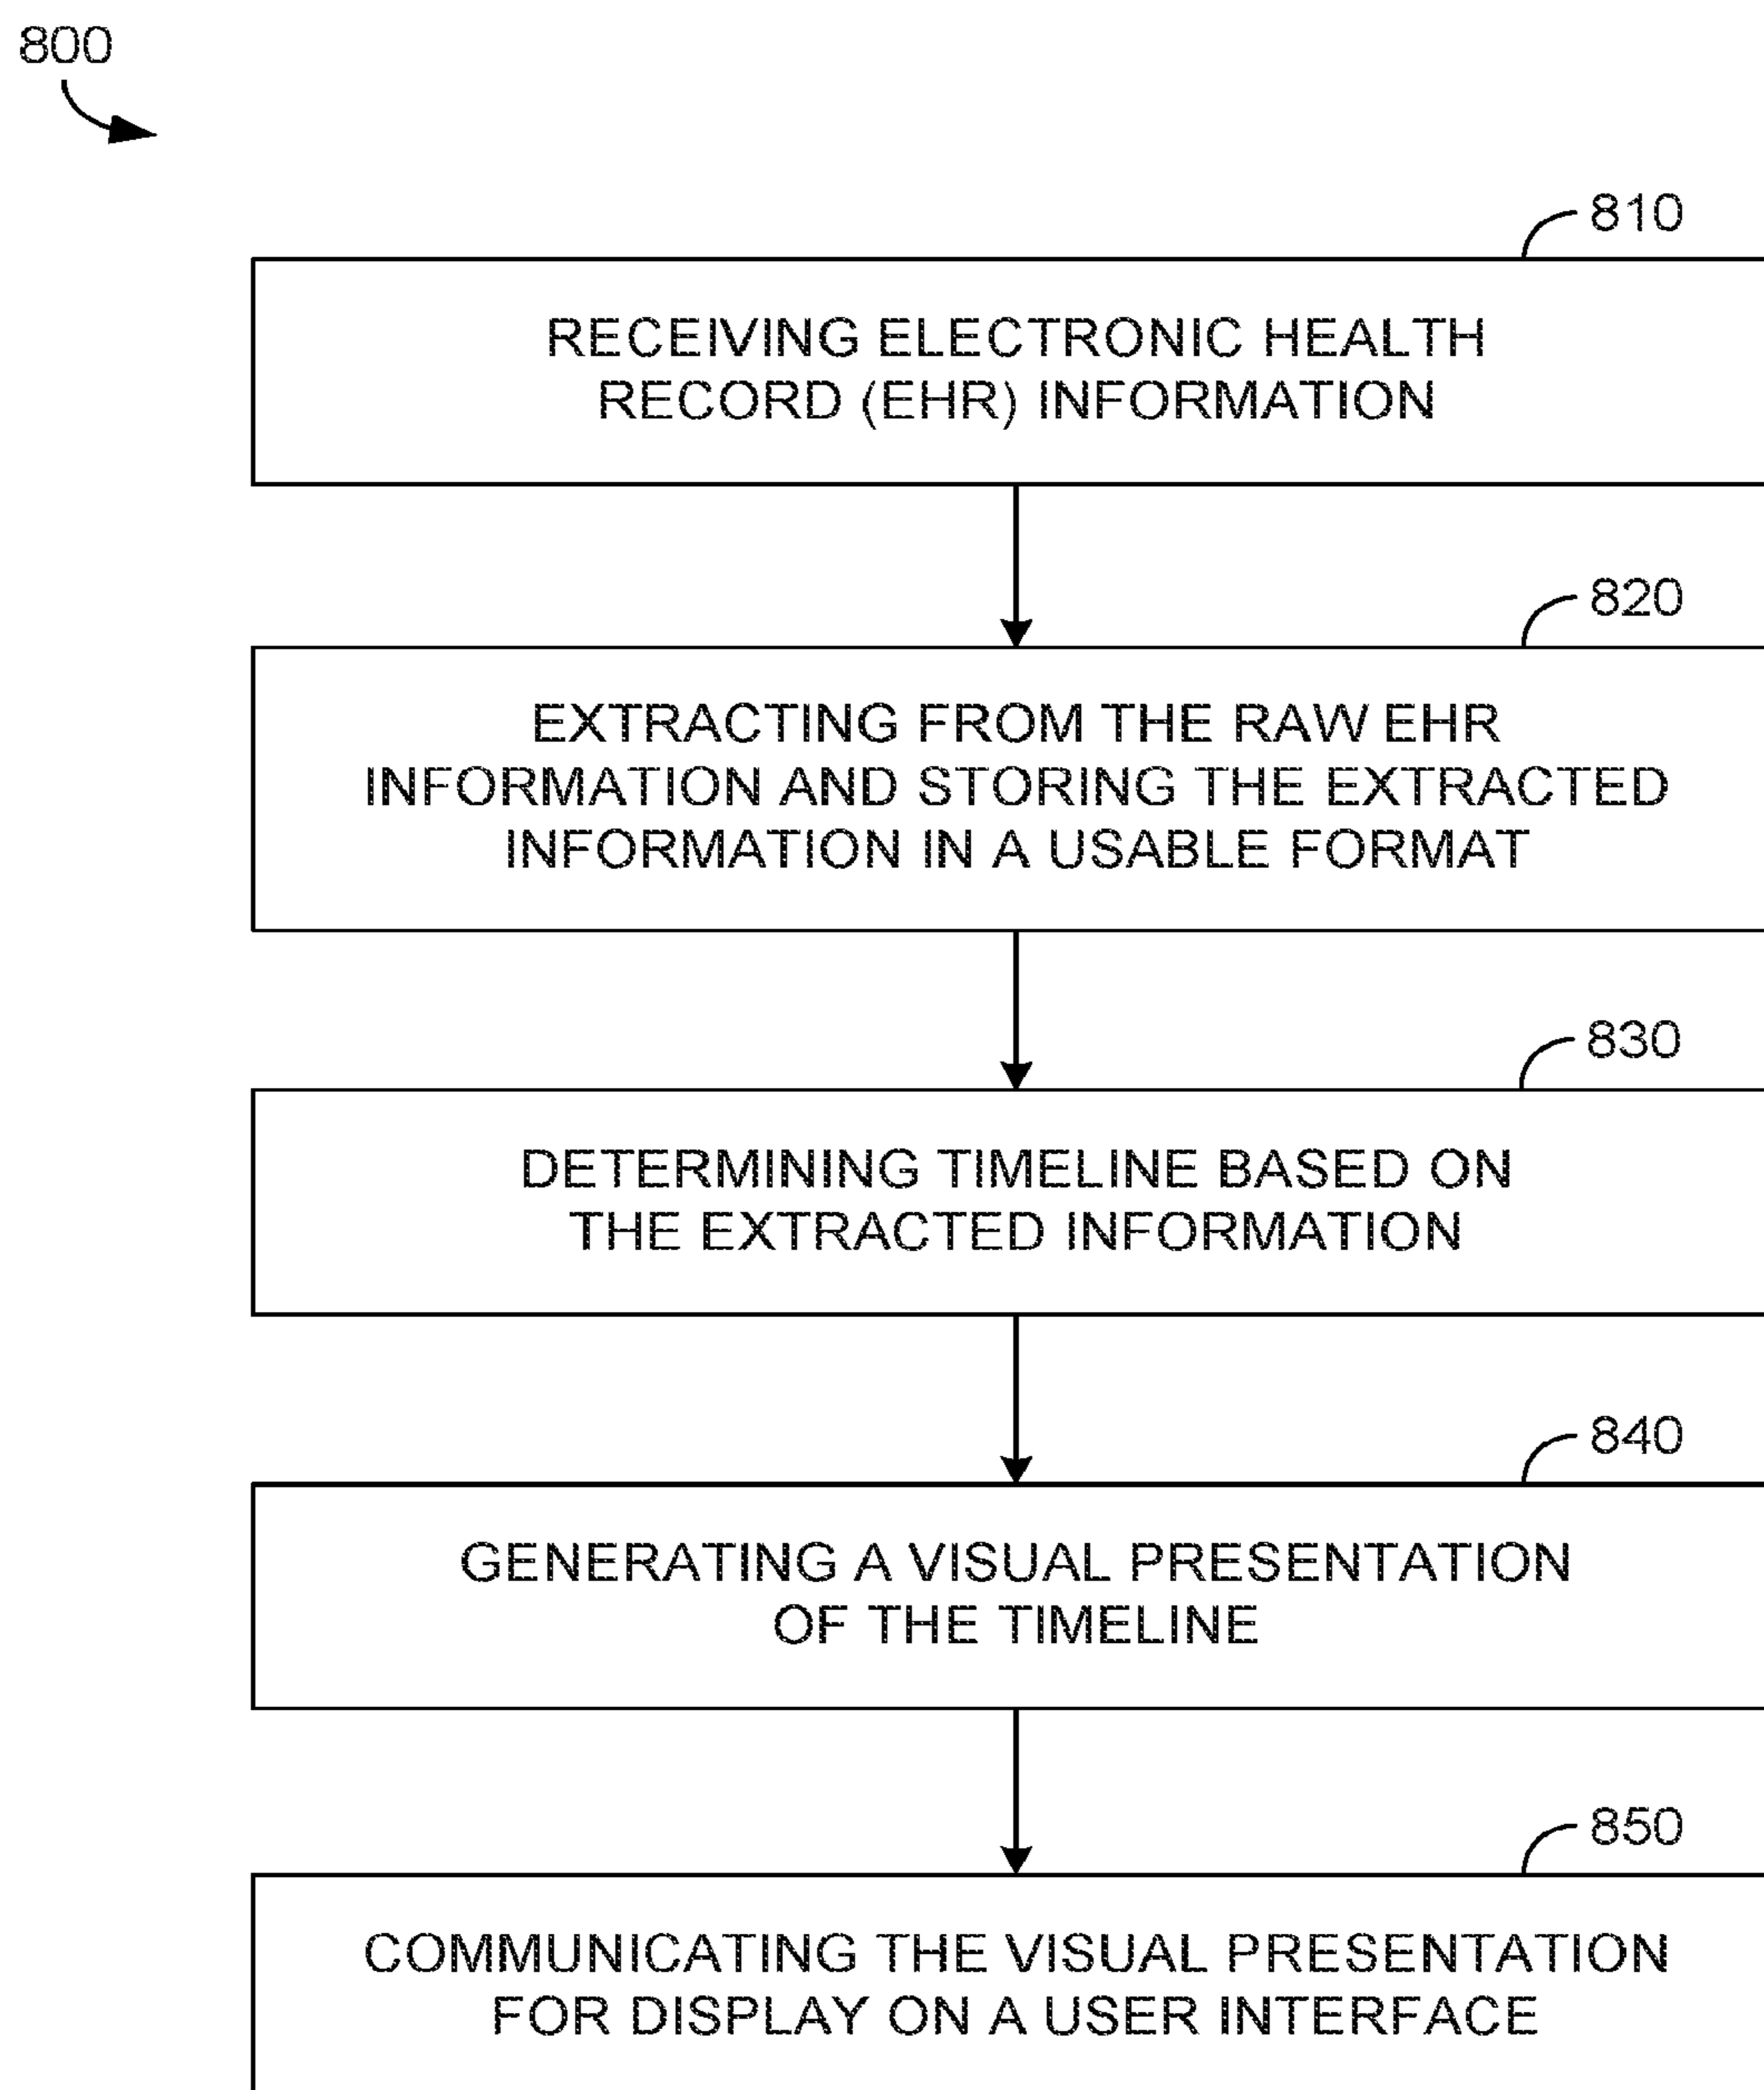 800
810
RECEIVING ELECTRONIC HEALTH
RECORD (EHR) INFORMATION
820
EXTRACTING FROM THE RAW EHR
INFORMATION AND STORING THE EXTRACTED
INFORMATION IN A USABLE FORMAT
830
DETERMINING TIMELINE BASED ON
THE EXTRACTED INFORMATION
840
GENERATING A VISUAL PRESENTATION
OF THE TIMELINE
850
COMMUNICATING THE VISUAL PRESENTATION
FOR DISPLAY ON A USER INTERFACE